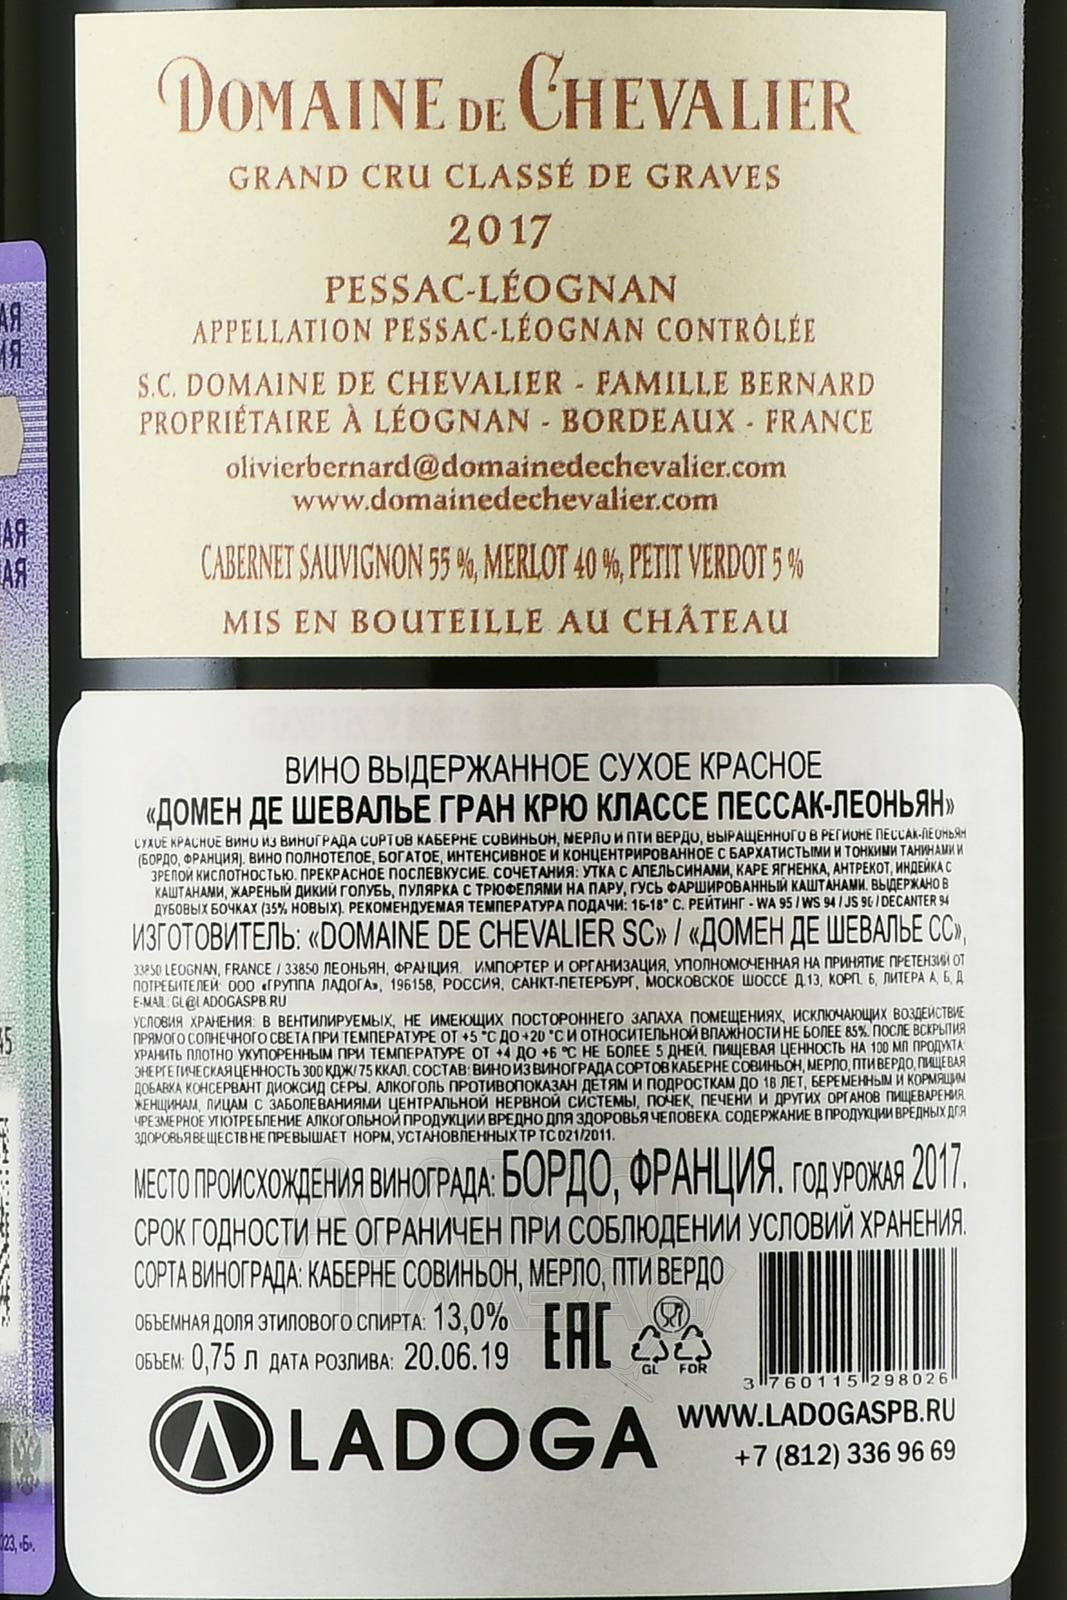 DOMAINE DE CHEVALIER
GRAND CRU CLASSÉ DE GRAVES
2017
PESSAC-LÉOGNAN
APPELLATION PESSAC-LÉOGNAN CONTRÔLÉE
S.C. DOMAINE DE CHEVALIER - FAMILLE BERNARD
PROPRIÉTAIRE À LÉOGNAN - BORDEAUX - FRANCE
olivierbernard@domainedechevalier.com
www.domainedechevalier.com
CABERNET SAUVIGNON 55 %, MERLOT 40 %, PETIT VERDOT 5 %
MIS EN BOUTEILLE AU CHÂTEAU
ВИНО ВЫДЕРЖАННОЕ СУХОЕ КРАСНОЕ
«ДОМЕН ДЕ ШЕВАЛЬЕ ГРАН КРЮ КЛАССЕ ПЕССАК-ЛЕОНЬЯН»
СУХОЕ КРАСНОЕ ВИНО ИЗ ВИНОГРАДА СОРТОВ КАБЕРНЕ СОВИНЬОН, МЕРЛО И ПТИ ВЕРДО, ВЫРАЩЕННОГО В РЕГИОНЕ ПЕССАК-ЛЕОНЬЯН
(БОРДО, ФРАНЦИЯ). ВИНО ПОЛНОТЕЛОЕ, БОГАТОЕ, ИНТЕНСИВНОЕ И КОНЦЕНТРИРОВАННОЕ С БАРХАТИСТЫМИ И ТОНКИМИ ТАНИНАМИ И
ЗРЕЛОЙ КИСЛОТНОСТЬЮ. ПРЕКРАСНОЕ ПОСЛЕВКУСИЕ. СОЧЕТАНИЯ: УТКА С АПЕЛЬСИНАМИ, КАРЕ ЯГНЕНКА, АНТРЕКОТ, ИНДЕЙКА С
КАШТАНАМИ, ЖАРЕНЫЙ ДИКИЙ ГОЛУБЬ, ПУЛЯРКА С ТРЮФЕЛЯМИ НА ПАРУ, ГУСЬ ФАРШИРОВАННЫЙ КАШТАНАМИ. ВЫДЕРЖАНО В
ДУБОВЫХ БОЧКАХ (35% НОВЫХ). РЕКОМЕНДУЕМАЯ ТЕМПЕРАТУРА ПОДАЧИ: 16-18° С. РЕЙТИНГ - WA 95 / WS 94 / JS 96 / DECANTER 94
ИЗГОТОВИТЕЛЬ: «DOMAINE DE CHEVALIER SC» / «ДОМЕН ДЕ ШЕВАЛЬЕ СС»,
33850 LEOGNAN, FRANCE / 33850 ЛЕОНЬЯН, ФРАНЦИЯ. ИМПОРТЕР И ОРГАНИЗАЦИЯ, УПОЛНОМОЧЕННАЯ НА ПРИНЯТИЕ ПРЕТЕНЗИЙ ОТ
ПОТРЕБИТЕЛЕЙ: ООО «ГРУППА ЛАДОГА», 196158, РОССИЯ, САНКТ-ПЕТЕРБУРГ, МОСКОВСКОЕ ШОССЕ Д.13, КОРП. 6, ЛИТЕРА А, Б, Д.
E-MAIL: GL@LADOGASPB.RU
УСЛОВИЯ ХРАНЕНИЯ: В ВЕНТИЛИРУЕМЫХ, НЕ ИМЕЮЩИХ ПОСТОРОННЕГО ЗАПАХА ПОМЕЩЕНИЯХ, ИСКЛЮЧАЮЩИХ ВОЗДЕЙСТВИЕ
ПРЯМОГО СОЛНЕЧНОГО СВЕТА ПРИ ТЕМПЕРАТУРЕ ОТ +5 °С ДО +20 °С И ОТНОСИТЕЛЬНОЙ ВЛАЖНОСТИ НЕ БОЛЕЕ 85%. ПОСЛЕ ВСКРЫТИЯ
ХРАНИТЬ ПЛОТНО УКУПОРЕННЫМ ПРИ ТЕМПЕРАТУРЕ ОТ +4 ДО +6 °С НЕ БОЛЕЕ 5 ДНЕЙ. ПИЩЕВАЯ ЦЕННОСТЬ НА 100 МЛ ПРОДУКТА:
ЭНЕРГЕТИЧЕСКАЯ ЦЕННОСТЬ 300 КДЖ/ 75 ККАЛ. СОСТАВ: ВИНО ИЗ ВИНОГРАДА СОРТОВ КАБЕРНЕ СОВИНЬОН, МЕРЛО, ПТИ ВЕРДО, ПИЩЕВАЯ
ДОБАВКА КОНСЕРВАНТ ДИОКСИД СЕРЫ. АЛКОГОЛЬ ПРОТИВОПОКАЗАН ДЕТЯМ И ПОДРОСТКАМ ДО 18 ЛЕТ, БЕРЕМЕННЫМ И КОРМЯЩИМ
ЖЕНЩИНАМ, ЛИЦАМ С ЗАБОЛЕВАНИЯМИ ЦЕНТРАЛЬНОЙ НЕРВНОЙ СИСТЕМЫ, ПОЧЕК, ПЕЧЕНИ И ДРУГИХ ОРГАНОВ ПИЩЕВАРЕНИЯ.
ЧРЕЗМЕРНОЕ УПОТРЕБЛЕНИЕ АЛКОГОЛЬНОЙ ПРОДУКЦИИ ВРЕДНО ДЛЯ ЗДОРОВЬЯ ЧЕЛОВЕКА. СОДЕРЖАНИЕ В ПРОДУКЦИИ ВРЕДНЫХ ДЛЯ
ЗДОРОВЬЯ ВЕЩЕСТВ НЕ ПРЕВЫШАЕТ НОРМ, УСТАНОВЛЕННЫХ ТР ТС 021/2011.
МЕСТО ПРОИСХОЖДЕНИЯ ВИНОГРАДА: БОРДО, ФРАНЦИЯ. ГОД УРОЖАЯ 2017.
СРОК ГОДНОСТИ НЕ ОГРАНИЧЕН ПРИ СОБЛЮДЕНИИ УСЛОВИЙ ХРАНЕНИЯ.
СОРТА ВИНОГРАДА: КАБЕРНЕ СОВИНЬОН, МЕРЛО, ПТИ ВЕРДО
ОБЪЕМНАЯ ДОЛЯ ЭТИЛОВОГО СПИРТА: 13,0%
ОБЪЕМ: 0,75 Л ДАТА РОЗЛИВА: 20.06.19
EAC
GL FOR
3 760115 298026
LADOGA
WWW.LADOGASPB.RU
+7 (812) 336 96 69